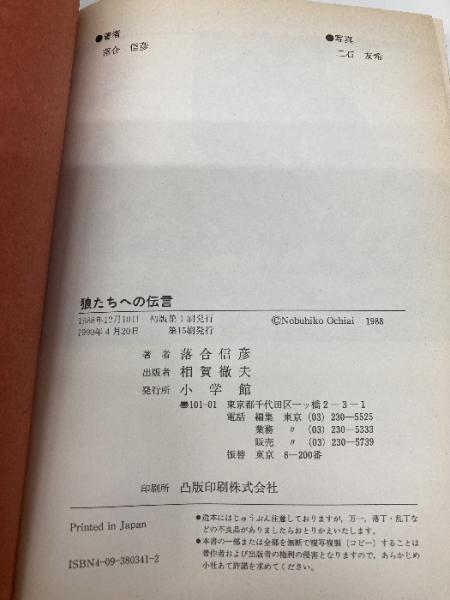 ●著者
落合 信彦
●写真
二石 友希
狼たちへの伝言
1988年12月10日 初版第1刷発行
1990年4月20日 第15刷発行
©Nobuhiko Ochiai 1988
著者 落合信彦
出版者 相賀徹夫
発行所 小学館
〠101-01 東京都千代田区一ッ橋2-3-1
電話 編集 東京 (03) 230-5525
業務 〃 (03) 230-5333
販売 〃 (03) 230-5739
振替 東京 8-200番
印刷所 凸版印刷株式会社
Printed in Japan
ISBN4-09-380341-2
●造本にはじゅうぶん注意しておりますが、万一、落丁・乱丁な
どの不良品がありましたらおとりかえいたします。
●本書の一部または全部を無断で複写複製（コピー）することは
著作者および出版者の権利の侵害となりますので、あらかじめ
小社あて許諾を求めてください。